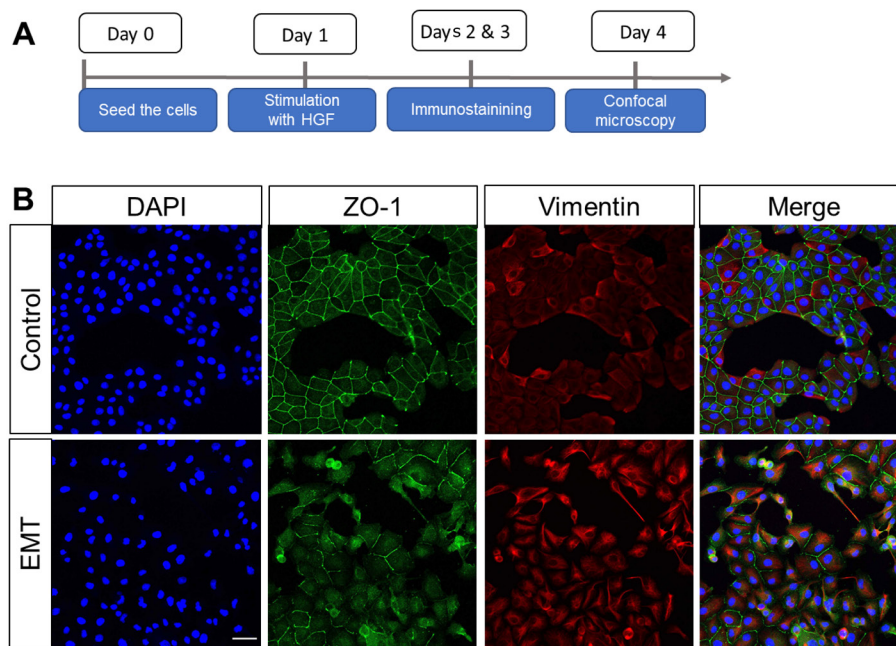 A
Day 0
Day 1
Days 2 & 3
Day 4
Seed the cells
Stimulation
with HGF
Immunostainining
Confocal
microscopy
B
DAPI
ZO-1
Vimentin
Merge
Control
EMT